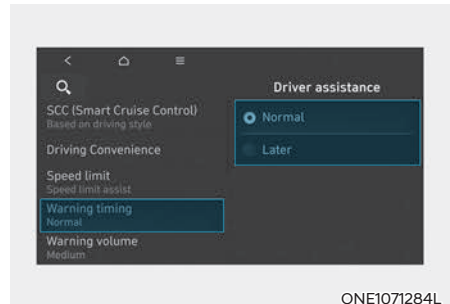 Driver assistance
SCC (Smart Cruise Control)
Based on driving style
Driving Convenience
Speed limit
Speed limit assist
Warning timing
Normal
Warning volume
Medium
Normal
Later
ONE1071284L